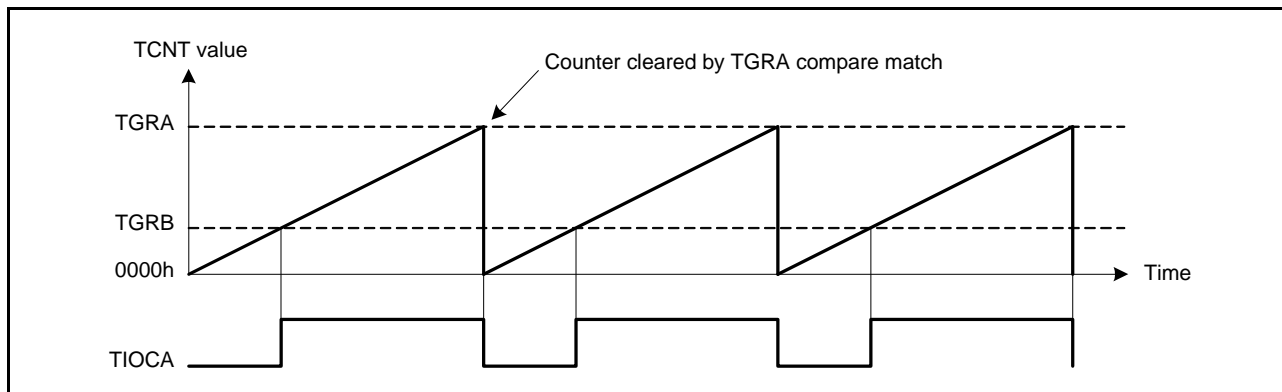 TCNT value
Counter cleared by TGRA compare match
TGRA
TGRB
0000h
Time
TIOCA